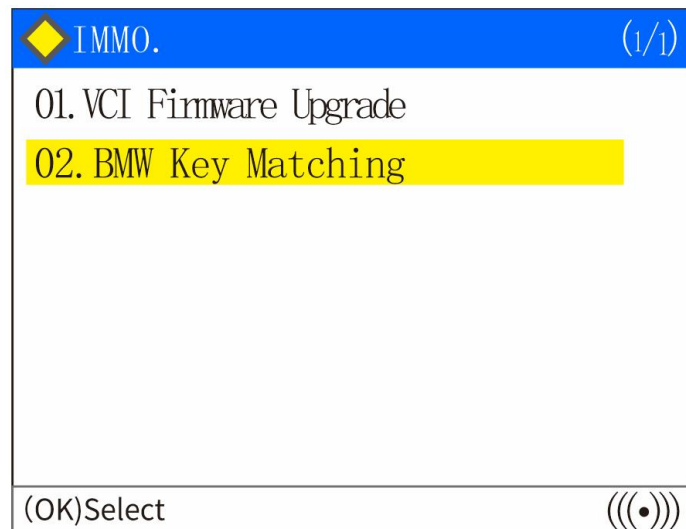 IMMO. (1/1)
01. VCI Firmware Upgrade
02. BMW Key Matching
(OK)Select